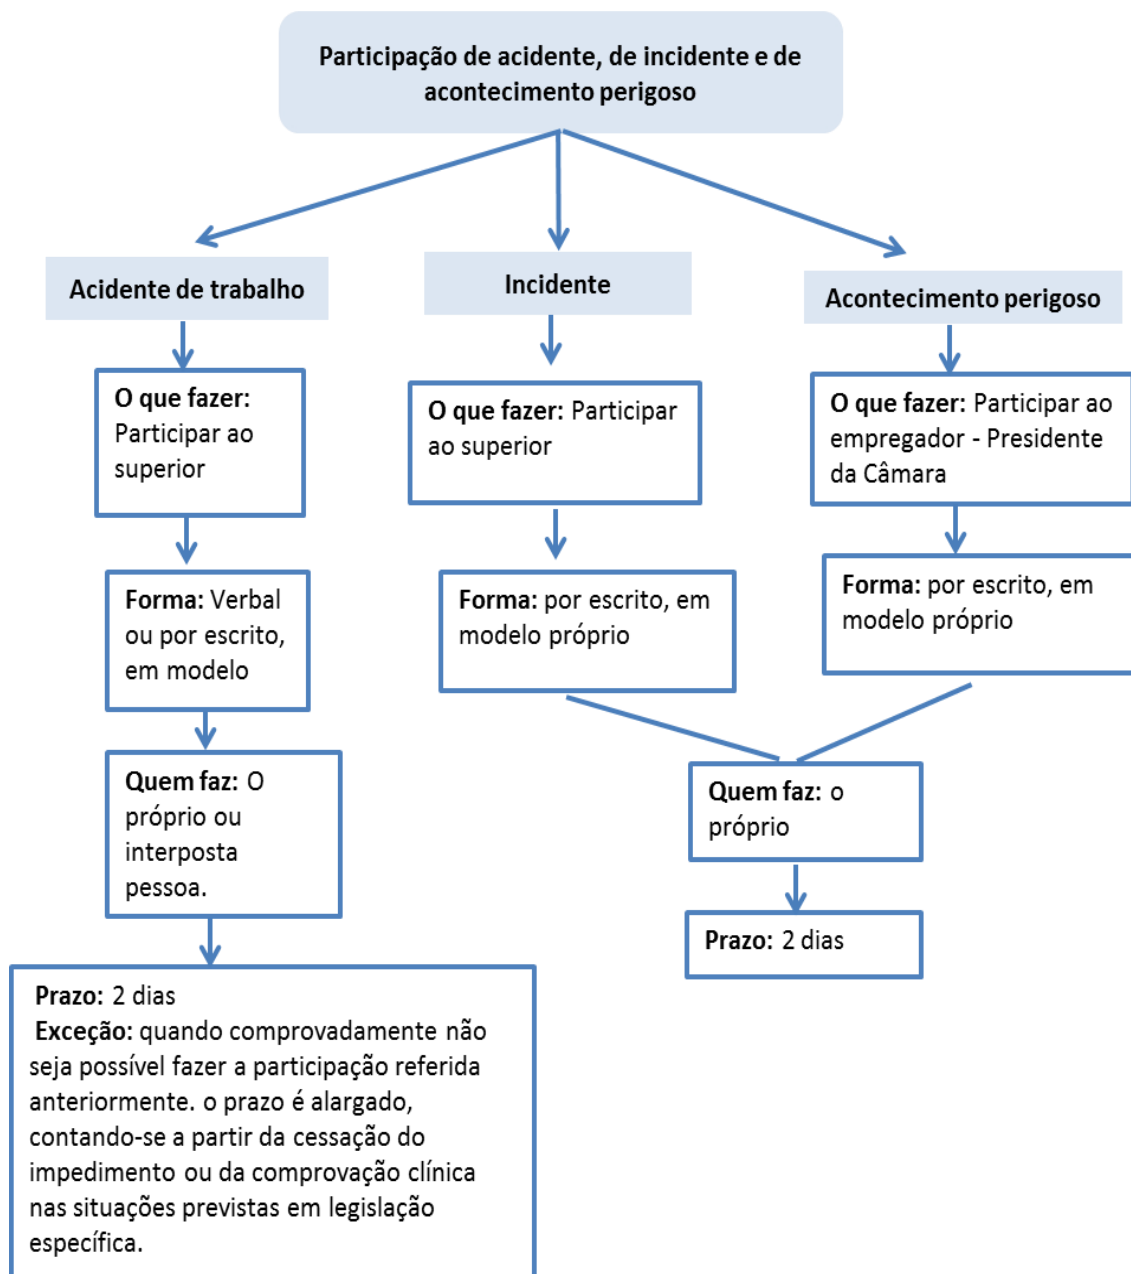 Participação de acidente, de incidente e de
acontecimento perigoso
Acidente de trabalho
Incidente
Acontecimento perigoso
O que fazer:
Participar ao
superior
O que fazer: Participar
ao superior
O que fazer: Participar ao
empregador - Presidente
da Câmara
Forma: Verbal
ou por escrito,
em modelo
Forma: por escrito, em
modelo próprio
Forma: por escrito, em
modelo próprio
Quem faz: O
próprio ou
interposta
pessoa.
Quem faz: o
próprio
Prazo: 2 dias
Prazo: 2 dias
Exceção: quando comprovadamente não
seja possível fazer a participação referida
anteriormente. o prazo é alargado,
contando-se a partir da cessação do
impedimento ou da comprovação clínica
nas situações previstas em legislação
específica.